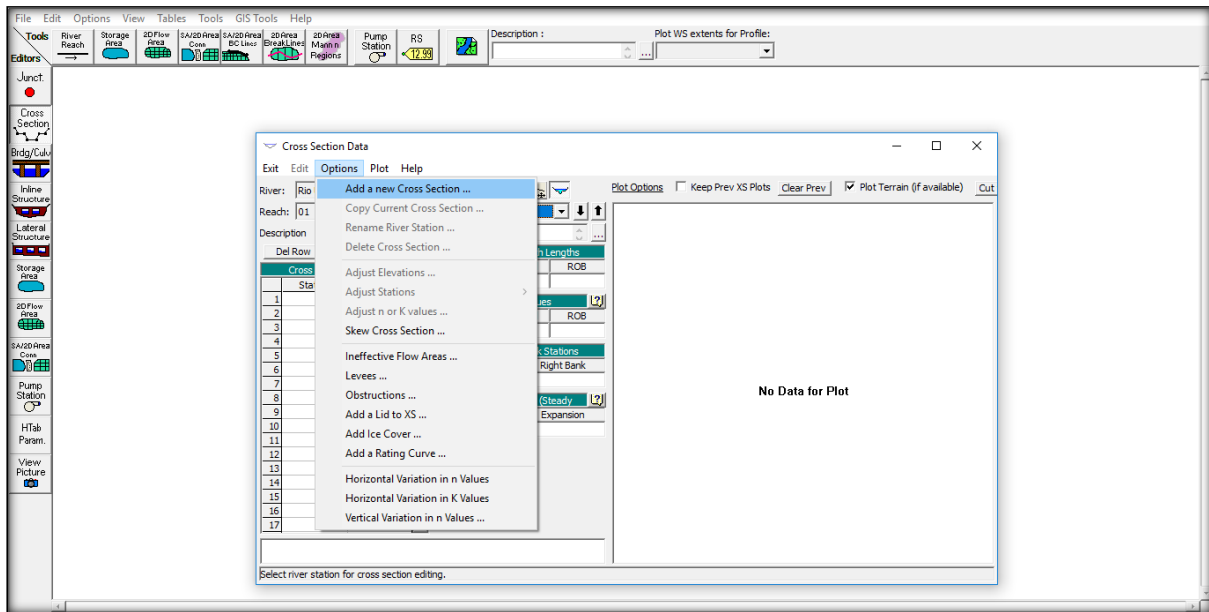 File Edit Options View Tables Tools GIS Tools Help
Tools
Editors
River
Reach
Storage
Area
2D Flow
Area
SA/2D Area
Conn
SA/2D Area
BC Lines
2D Area
BreakLines
2D Area
Mann n
Regions
Pump
Station
RS
12.99
Description :
...
Plot WS extents for Profile:
Junct.
Cross
Section
Brdg/Culv
Inline
Structure
Lateral
Structure
Storage
Area
2D Flow
Area
SA/2D Area
Conn
Pump
Station
HTab
Param.
View
Picture
Cross Section Data
Exit Edit Options Plot Help
River: Rio
Reach: 01
Description
...
Del Row
Cross
Sta
1
2
3
4
5
6
7
8
9
10
11
12
13
14
15
16
17
Add a new Cross Section ...
Copy Current Cross Section ...
Rename River Station ...
Delete Cross Section ...
Adjust Elevations ...
Adjust Stations
Adjust n or K values ...
Skew Cross Section ...
Ineffective Flow Areas ...
Levees ...
Obstructions ...
Add a Lid to XS ...
Add Ice Cover ...
Add a Rating Curve ...
Horizontal Variation in n Values
Horizontal Variation in K Values
Vertical Variation in n Values ...
h Lengths
ROB
ues
ROB
k Stations
Right Bank
(Steady
Expansion
Plot Options Keep Prev XS Plots Clear Prev Plot Terrain (if available) Cut
No Data for Plot
Select river station for cross section editing.